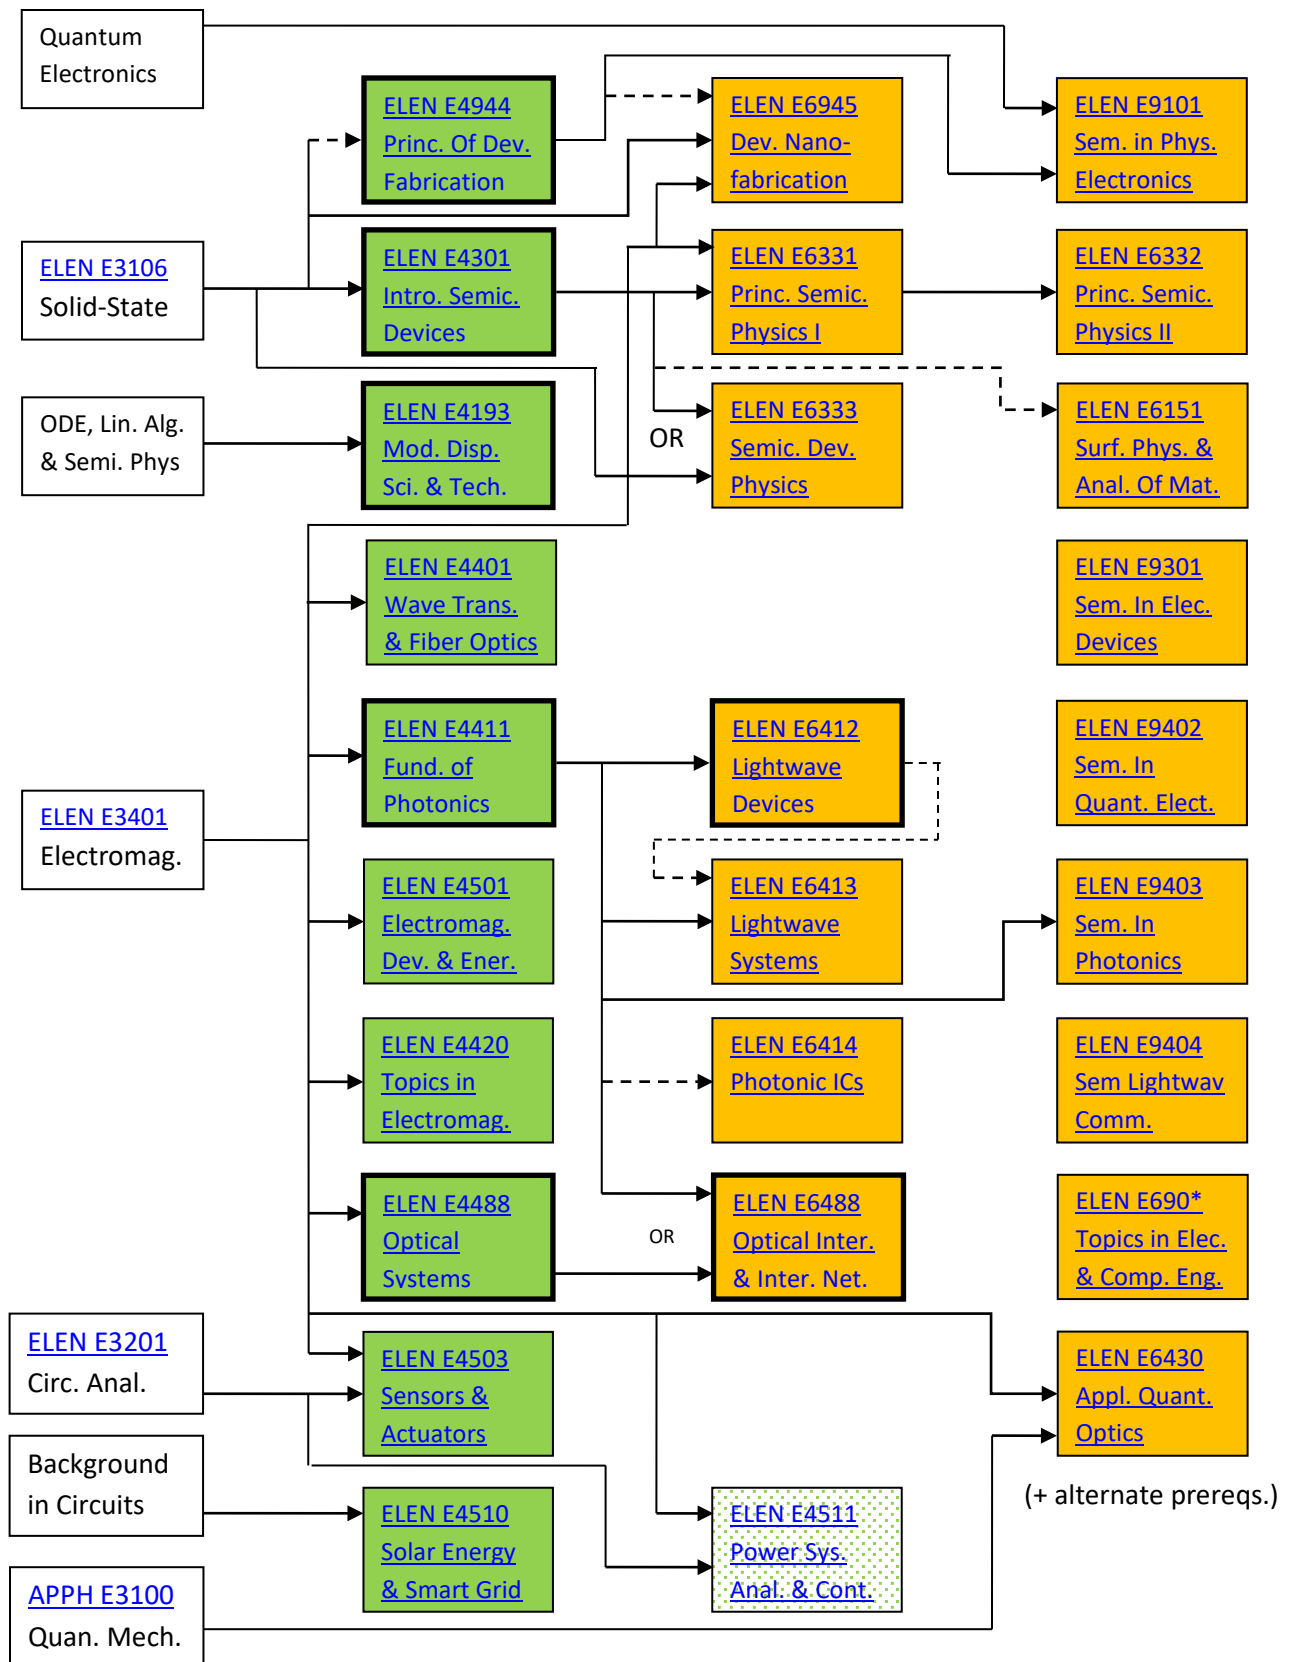 Quantum
Electronics
ELEN E4944
Princ. Of Dev.
Fabrication
ELEN E6945
Dev. Nano-
fabrication
ELEN E9101
Sem. in Phys.
Electronics
ELEN E3106
Solid-State
ELEN E4301
Intro. Semic.
Devices
ELEN E6331
Princ. Semic.
Physics I
ELEN E6332
Princ. Semic.
Physics II
ODE, Lin. Alg.
& Semi. Phys
ELEN E4193
Mod. Disp.
Sci. & Tech.
OR
ELEN E6333
Semic. Dev.
Physics
ELEN E6151
Surf. Phys. &
Anal. Of Mat.
ELEN E4401
Wave Trans.
& Fiber Optics
ELEN E9301
Sem. In Elec.
Devices
ELEN E4411
Fund. of
Photonics
ELEN E6412
Lightwave
Devices
ELEN E9402
Sem. In
Quant. Elect.
ELEN E3401
Electromag.
ELEN E4501
Electromag.
Dev. & Ener.
ELEN E6413
Lightwave
Systems
ELEN E9403
Sem. In
Photonics
ELEN E4420
Topics in
Electromag.
ELEN E6414
Photonic ICs
ELEN E9404
Sem Lightwav
Comm.
ELEN E4488
Optical
Systems
OR
ELEN E6488
Optical Inter.
& Inter. Net.
ELEN E690*
Topics in Elec.
& Comp. Eng.
ELEN E3201
Circ. Anal.
ELEN E4503
Sensors &
Actuators
ELEN E6430
Appl. Quant.
Optics
(+ alternate prereqs.)
Background
in Circuits
ELEN E4510
Solar Energy
& Smart Grid
ELEN E4511
Power Sys.
Anal. & Cont.
APPH E3100
Quan. Mech.